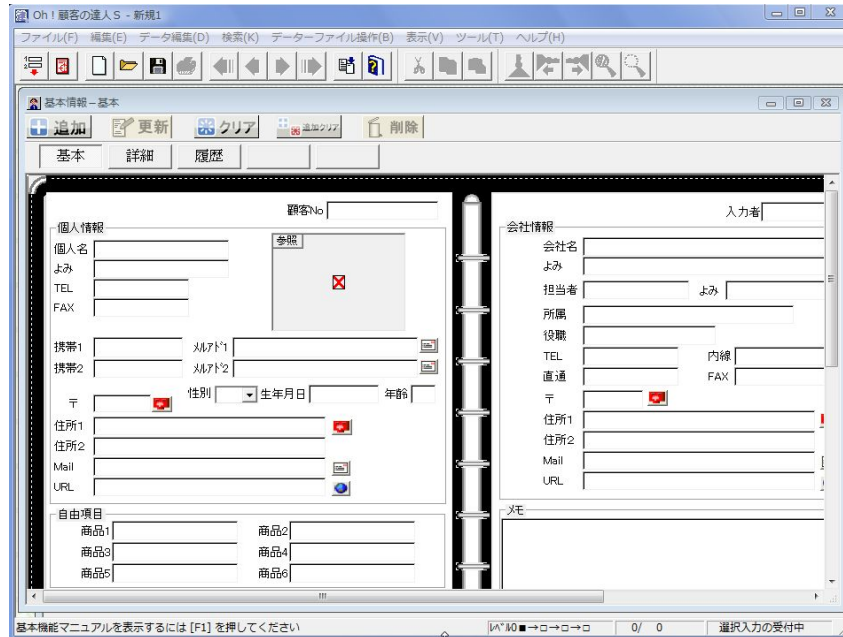 Oh！顧客の達人Ｓ - 新規1
ファイル(F) 編集(E) データ編集(D) 検索(K) データーファイル操作(B) 表示(V) ツール(T) ヘルプ(H)
基本情報－基本
追加 更新 クリア 追加クリア 削除
基本 詳細 履歴
顧客No
個人情報
個人名
よみ
TEL
FAX
参照
携帯1 ﾒﾙｱﾄﾞ1
携帯2 ﾒﾙｱﾄﾞ2
〒 性別 生年月日 年齢
住所1
住所2
Mail
URL
自由項目
商品1 商品2
商品3 商品4
商品5 商品6
入力者
会社情報
会社名
よみ
担当者 よみ
所属
役職
TEL 内線
直通 FAX
〒
住所1
住所2
Mail
URL
メモ
基本機能マニュアルを表示するには [F1] を押してください ﾚﾍﾞﾙ0■→□→□→□ 0/ 0 選択入力の受付中